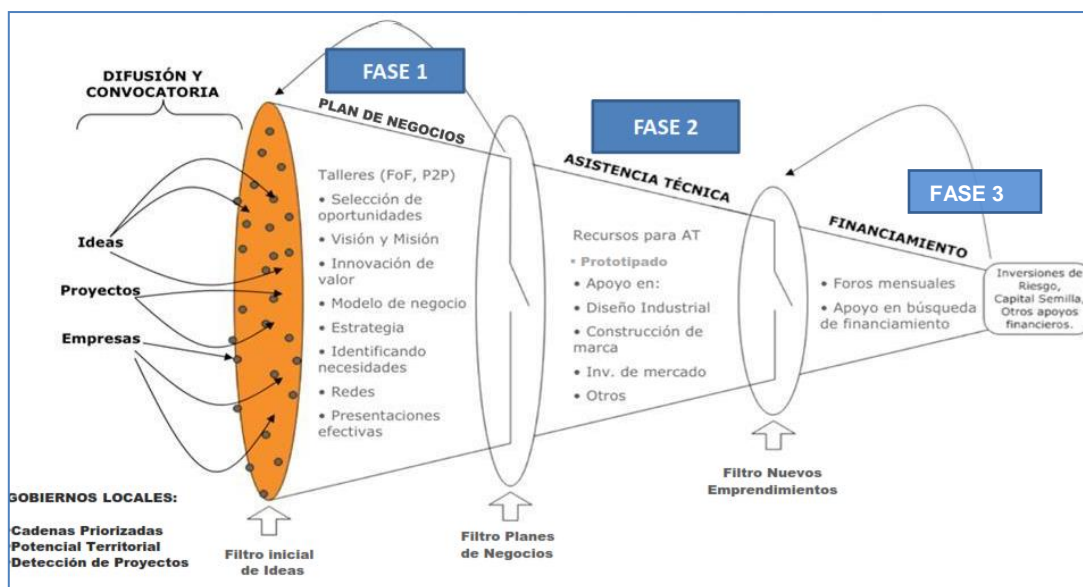 DIFUSIÓN Y
CONVOCATORIA
Ideas
Proyectos
Empresas
GOBIERNOS LOCALES:
Cadenas Priorizadas
Potencial Territorial
Detección de Proyectos
Filtro inicial
de Ideas
FASE 1
PLAN DE NEGOCIOS
Talleres (FoF, P2P)
• Selección de
oportunidades
• Visión y Misión
• Innovación de
valor
• Modelo de negocio
• Estrategia
• Identificando
necesidades
• Redes
• Presentaciones
efectivas
Filtro Planes
de Negocios
FASE 2
ASISTENCIA TÉCNICA
Recursos para AT
• Prototipado
• Apoyo en:
• Diseño Industrial
• Construcción de
marca
• Inv. de mercado
• Otros
Filtro Nuevos
Emprendimientos
FASE 3
FINANCIAMIENTO
• Foros mensuales
• Apoyo en búsqueda
de financiamiento
Inversiones de
Riesgo,
Capital Semilla,
Otros apoyos
financieros.